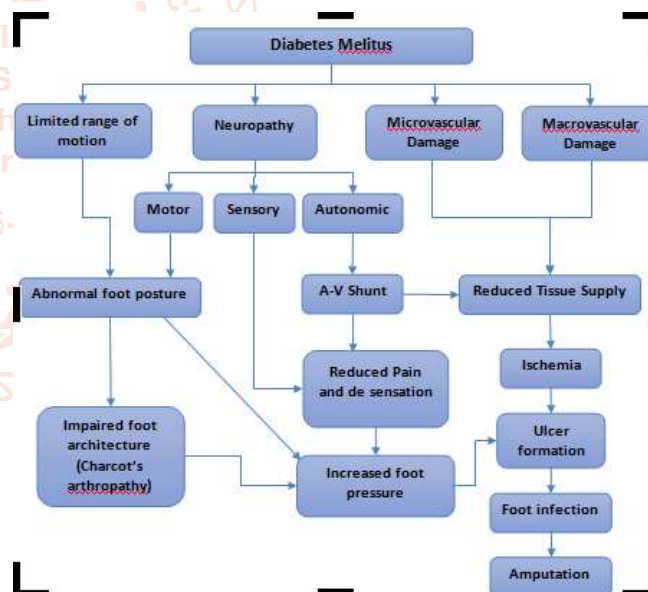 Diabetes Melitus
Limited range of
motion
Neuropathy
Microvascular
Damage
Macrovascular
Damage
Motor
Sensory
Autonomic
Abnormal foot posture
A-V Shunt
Reduced Tissue Supply
Reduced Pain
and de sensation
Ischemia
Impaired foot
architecture
(Charcot's
arthropathy)
Increased foot
pressure
Ulcer
formation
Foot infection
Amputation